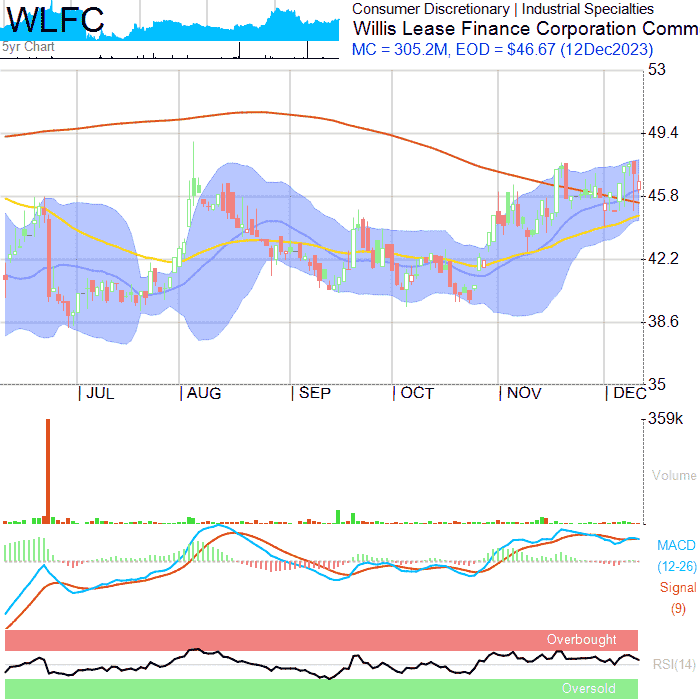 WLFC
5yr Chart
Consumer Discretionary | Industrial Specialties
Willis Lease Finance Corporation Comm
MC = 305.2M, EOD = $46.67 (12Dec2023)
53
49.4
45.8
42.2
38.6
35
JUL
AUG
SEP
OCT
NOV
DEC
359k
Volume
MACD
(12-26)
Signal
(9)
Overbought
RSI(14)
Oversold